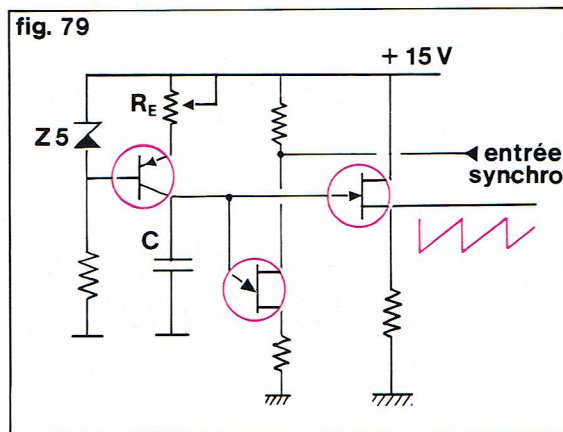 fig. 79
+ 15 V
R_E
Z 5
entrée
synchro
C